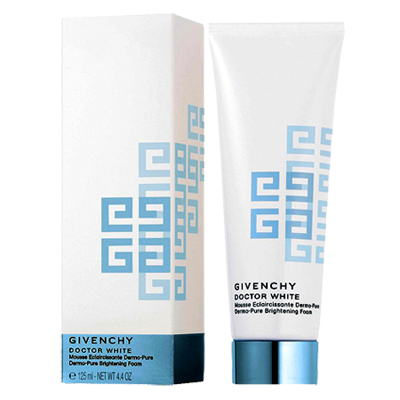 GIVENCHY
DOCTOR WHITE
Mousse Eclaircissante Dermo-Pure
Dermo-Pure Brightening Foam
125 ml - NET WT 4.4 OZ.
GIVENCHY
DOCTOR WHITE
Mousse Eclaircissante Dermo-Pure
Dermo-Pure Brightening Foam